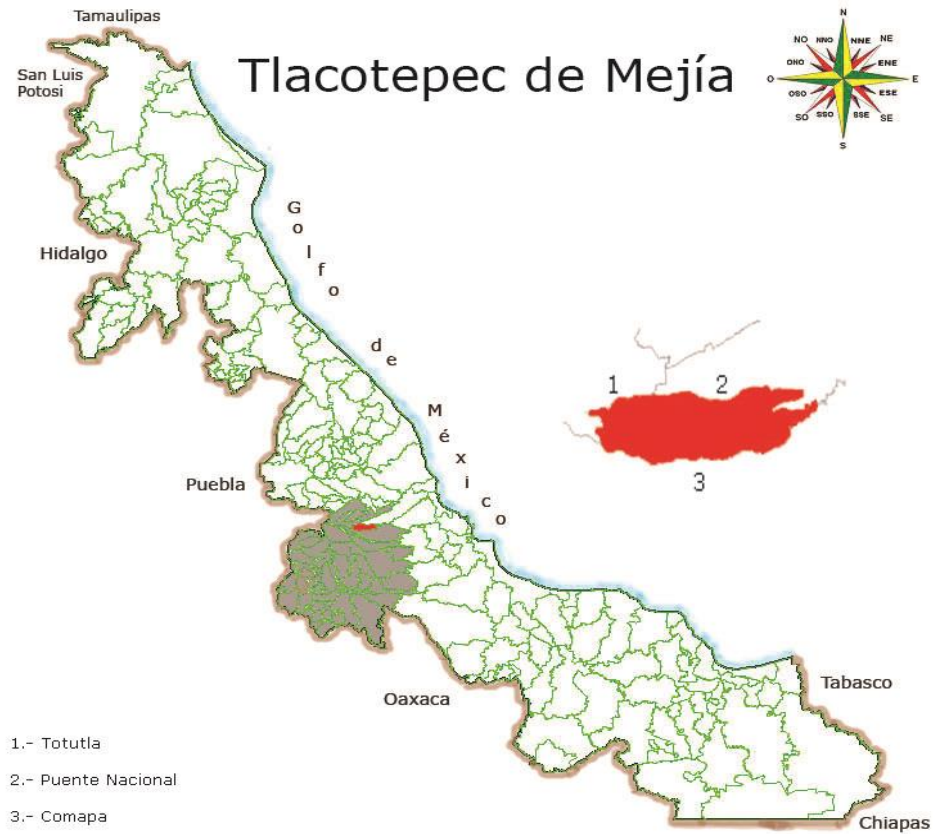 Tamaulipas
San Luis
Potosi
Tlacotepec de Mejía
N
NNO NNE
NO NE
ONO ENE
O E
OSO ESE
SO SE
SSO SSE
S
Golfo de México
Hidalgo
1 2
3
Puebla
Oaxaca
Tabasco
Chiapas
1.- Totutla
2.- Puente Nacional
3.- Comapa